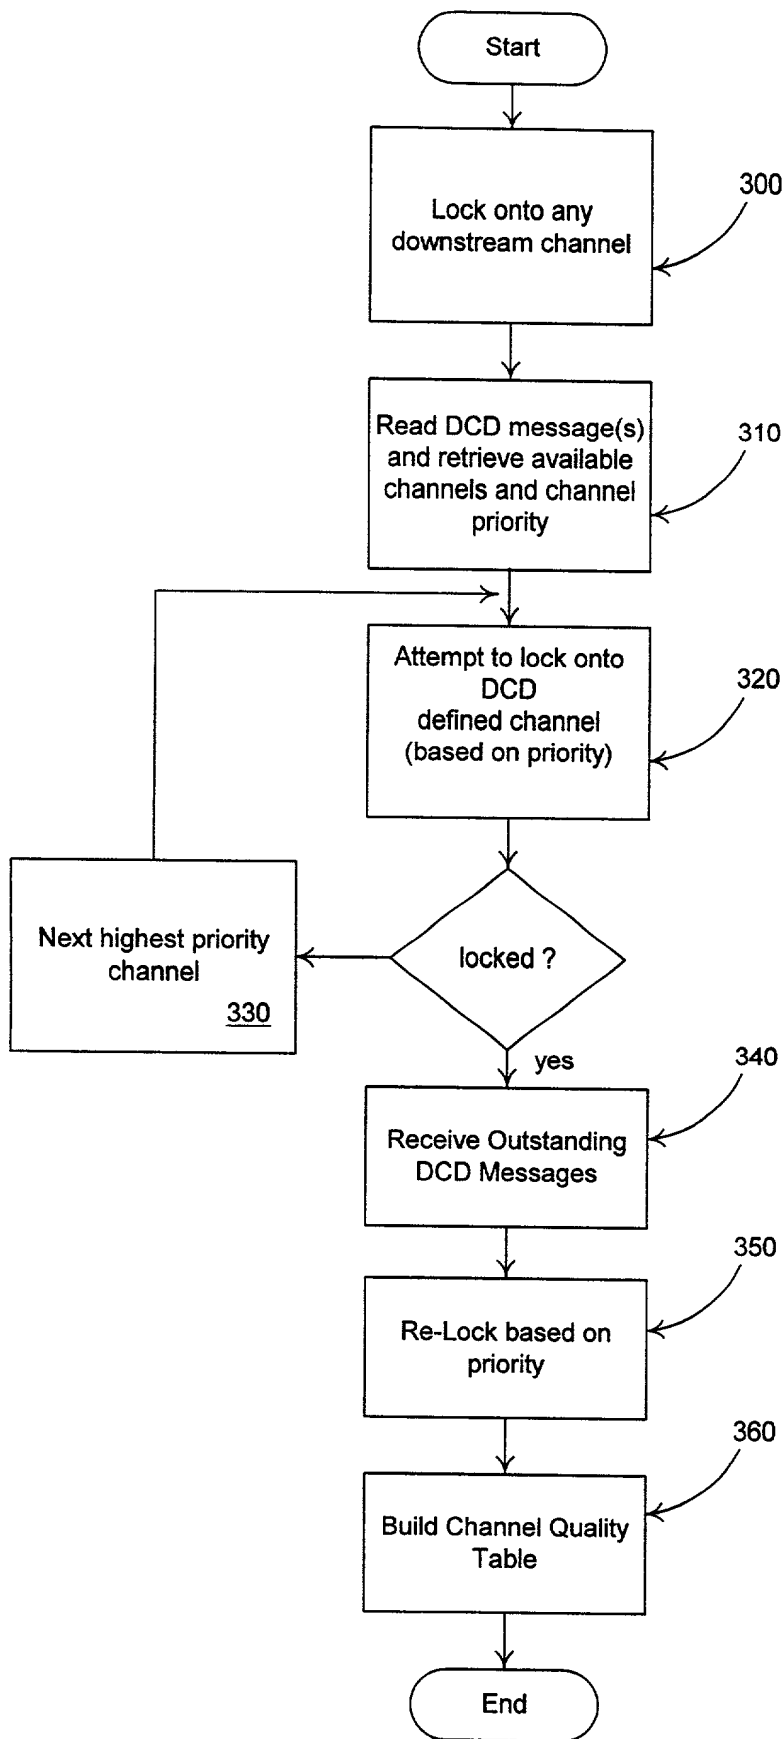 Start
Lock onto any
downstream channel
300
Read DCD message(s)
and retrieve available
channels and channel
priority
310
Attempt to lock onto
DCD
defined channel
(based on priority)
320
locked ?
Next highest priority
channel
330
yes
Receive Outstanding
DCD Messages
340
Re-Lock based on
priority
350
Build Channel Quality
Table
360
End